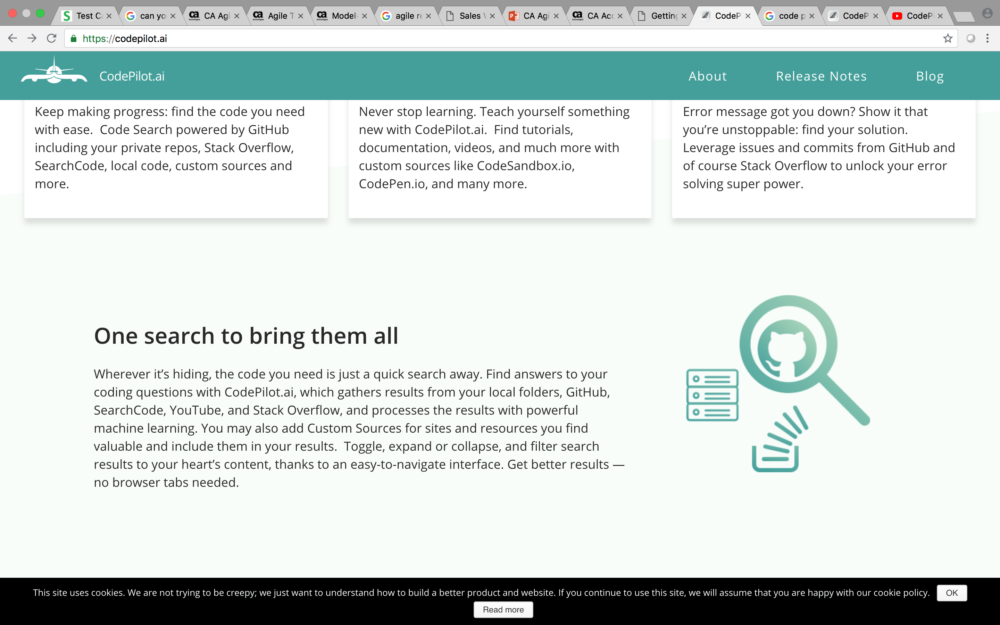 Test C
can yo
CA Agi
Agile T
Model-
agile re
Sales
CA Agi
CA Acc
Getting
CodeP
code p
CodeP
CodePi
https://codepilot.ai
CodePilot.ai
About
Release Notes
Blog
Keep making progress: find the code you need
with ease.  Code Search powered by GitHub
including your private repos, Stack Overflow,
SearchCode, local code, custom sources and
more.
Never stop learning. Teach yourself something
new with CodePilot.ai.  Find tutorials,
documentation, videos, and much more with
custom sources like CodeSandbox.io,
CodePen.io, and many more.
Error message got you down? Show it that
you’re unstoppable: find your solution.
Leverage issues and commits from GitHub and
of course Stack Overflow to unlock your error
solving super power.
One search to bring them all
Wherever it’s hiding, the code you need is just a quick search away. Find answers to your
coding questions with CodePilot.ai, which gathers results from your local folders, GitHub,
SearchCode, YouTube, and Stack Overflow, and processes the results with powerful
machine learning. You may also add Custom Sources for sites and resources you find
valuable and include them in your results.  Toggle, expand or collapse, and filter search
results to your heart’s content, thanks to an easy-to-navigate interface. Get better results —
no browser tabs needed.
This site uses cookies. We are not trying to be creepy; we just want to understand how to build a better product and website. If you continue to use this site, we will assume that you are happy with our cookie policy.
OK
Read more